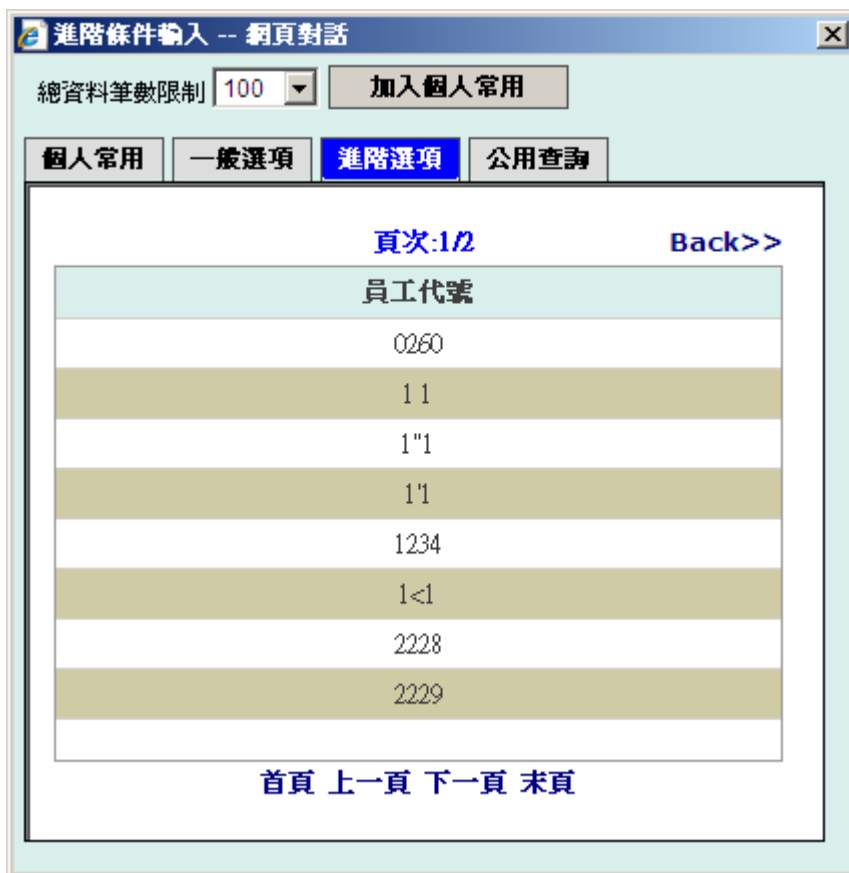 進階條件輸入 -- 網頁對話
總資料筆數限制 100 加入個人常用
個人常用 一般選項 進階選項 公用查詢
頁次:1/2 Back>>
員工代號
0260
1 1
1"1
1'1
1234
1<1
2228
2229
首頁 上一頁 下一頁 末頁